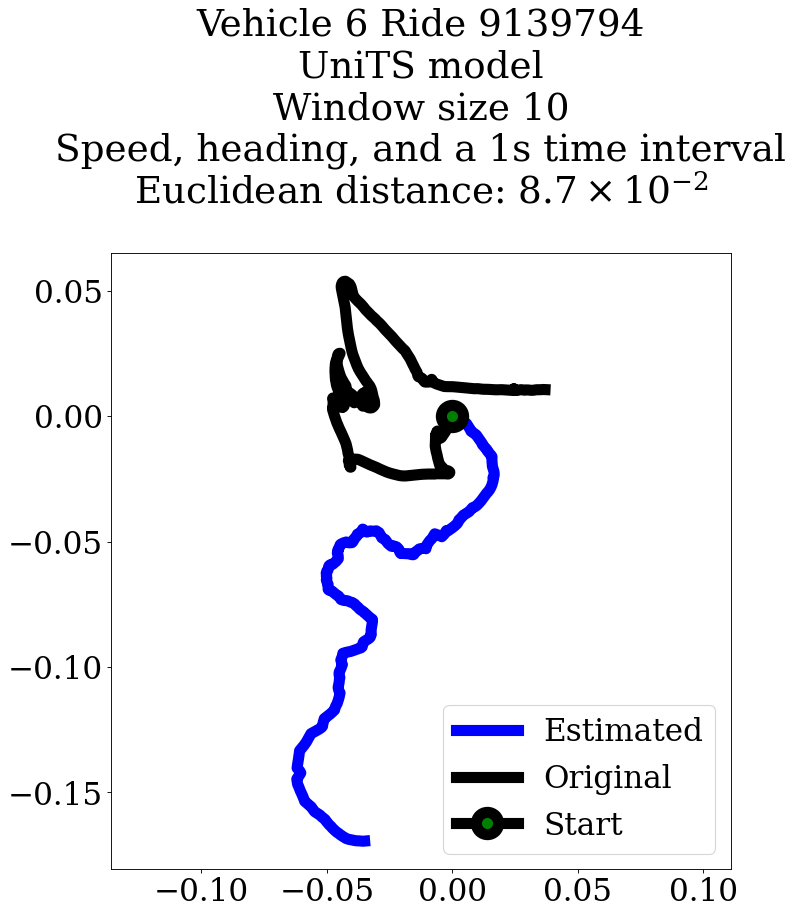 Vehicle 6 Ride 9139794
UniTS model
Window size 10
Speed, heading, and a 1s time interval
Euclidean distance: 8.7 × 10⁻²
0.05
0.00
−0.05
−0.10
−0.15
Estimated
Original
Start
−0.10 −0.05 0.00 0.05 0.10